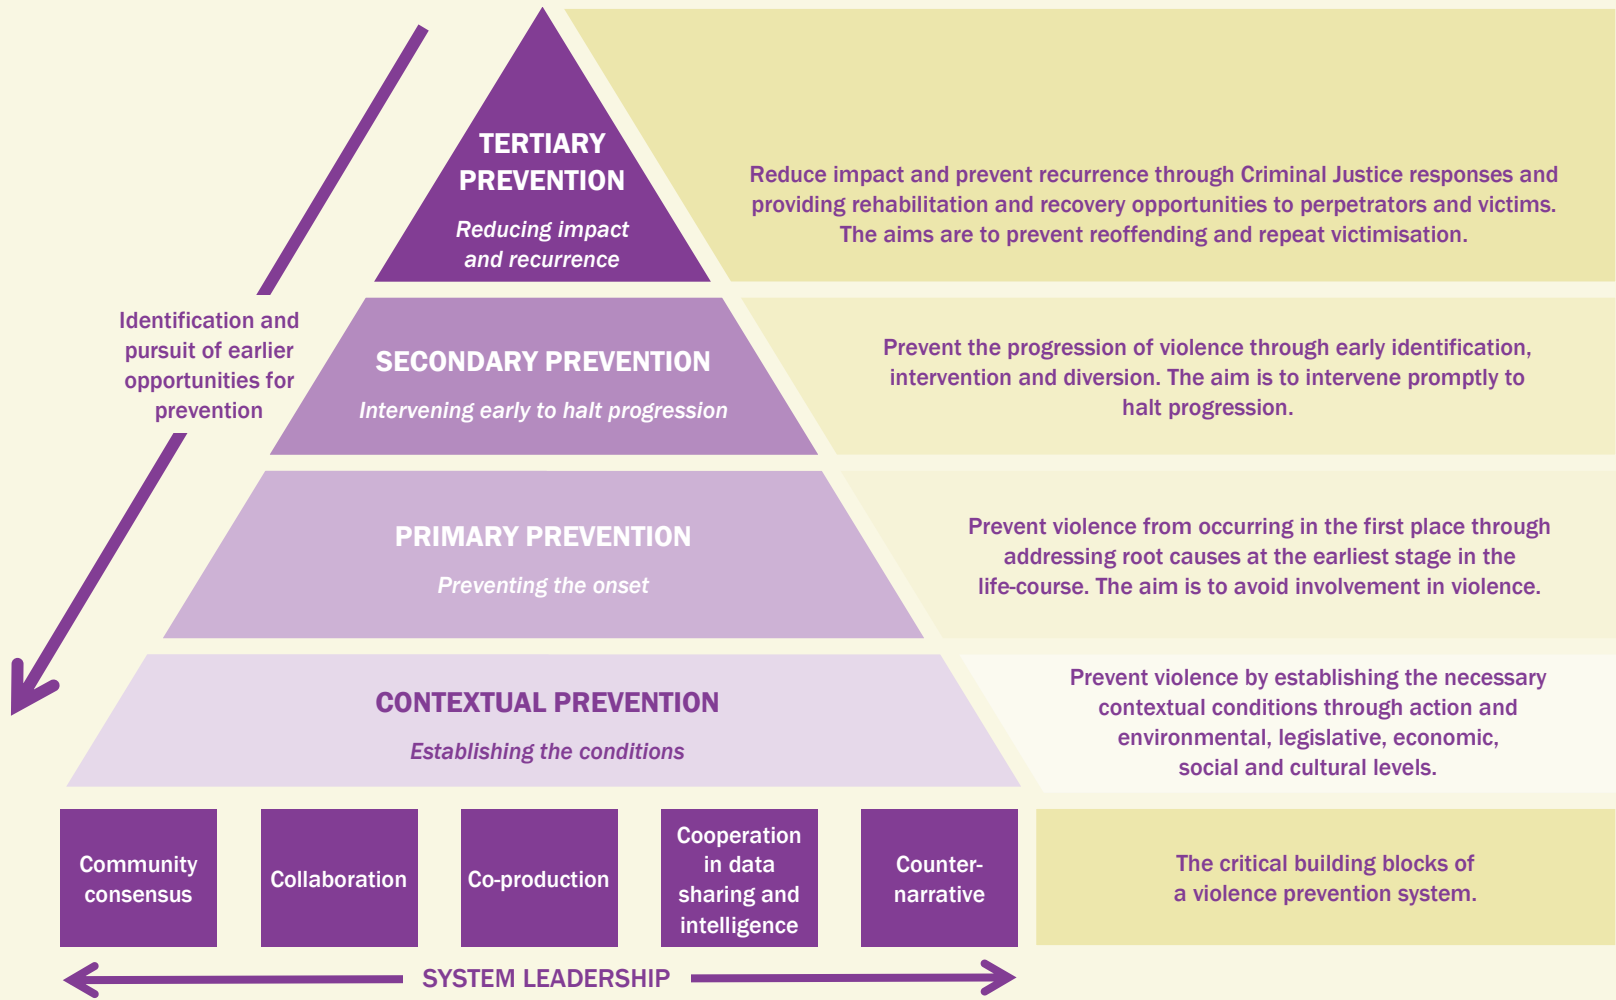 TERTIARY
PREVENTION
Reducing impact
and recurrence
Reduce impact and prevent recurrence through Criminal Justice responses and
providing rehabilitation and recovery opportunities to perpetrators and victims.
The aims are to prevent reoffending and repeat victimisation.
Identification and
pursuit of earlier
opportunities for
prevention
SECONDARY PREVENTION
Intervening early to halt progression
Prevent the progression of violence through early identification,
intervention and diversion. The aim is to intervene promptly to
halt progression.
PRIMARY PREVENTION
Preventing the onset
Prevent violence from occurring in the first place through
addressing root causes at the earliest stage in the
life-course. The aim is to avoid involvement in violence.
CONTEXTUAL PREVENTION
Establishing the conditions
Prevent violence by establishing the necessary
contextual conditions through action and
environmental, legislative, economic,
social and cultural levels.
Community
consensus
Collaboration
Co-production
Cooperation
in data
sharing and
intelligence
Counter-
narrative
The critical building blocks of
a violence prevention system.
SYSTEM LEADERSHIP